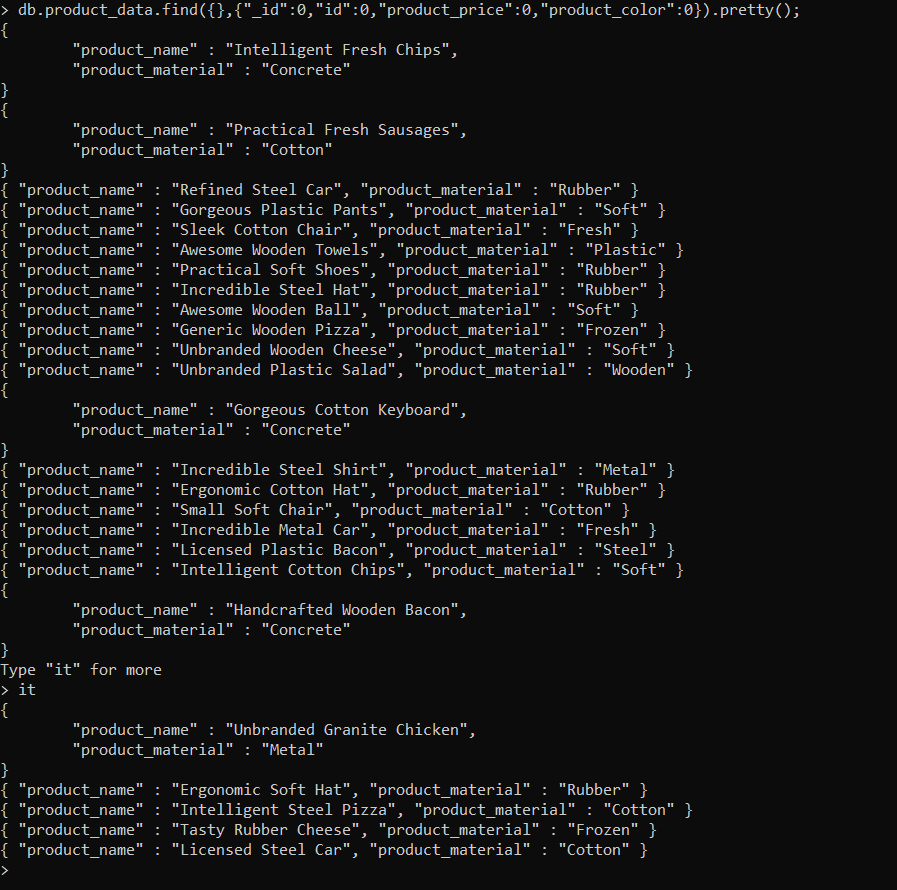 > db.product_data.find({},{"_id":0,"id":0,"product_price":0,"product_color":0}).pretty();
{
        "product_name" : "Intelligent Fresh Chips",
        "product_material" : "Concrete"
}
{
        "product_name" : "Practical Fresh Sausages",
        "product_material" : "Cotton"
}
{ "product_name" : "Refined Steel Car", "product_material" : "Rubber" }
{ "product_name" : "Gorgeous Plastic Pants", "product_material" : "Soft" }
{ "product_name" : "Sleek Cotton Chair", "product_material" : "Fresh" }
{ "product_name" : "Awesome Wooden Towels", "product_material" : "Plastic" }
{ "product_name" : "Practical Soft Shoes", "product_material" : "Rubber" }
{ "product_name" : "Incredible Steel Hat", "product_material" : "Rubber" }
{ "product_name" : "Awesome Wooden Ball", "product_material" : "Soft" }
{ "product_name" : "Generic Wooden Pizza", "product_material" : "Frozen" }
{ "product_name" : "Unbranded Wooden Cheese", "product_material" : "Soft" }
{ "product_name" : "Unbranded Plastic Salad", "product_material" : "Wooden" }
{
        "product_name" : "Gorgeous Cotton Keyboard",
        "product_material" : "Concrete"
}
{ "product_name" : "Incredible Steel Shirt", "product_material" : "Metal" }
{ "product_name" : "Ergonomic Cotton Hat", "product_material" : "Rubber" }
{ "product_name" : "Small Soft Chair", "product_material" : "Cotton" }
{ "product_name" : "Incredible Metal Car", "product_material" : "Fresh" }
{ "product_name" : "Licensed Plastic Bacon", "product_material" : "Steel" }
{ "product_name" : "Intelligent Cotton Chips", "product_material" : "Soft" }
{
        "product_name" : "Handcrafted Wooden Bacon",
        "product_material" : "Concrete"
}
Type "it" for more
> it
{
        "product_name" : "Unbranded Granite Chicken",
        "product_material" : "Metal"
}
{ "product_name" : "Ergonomic Soft Hat", "product_material" : "Rubber" }
{ "product_name" : "Intelligent Steel Pizza", "product_material" : "Cotton" }
{ "product_name" : "Tasty Rubber Cheese", "product_material" : "Frozen" }
{ "product_name" : "Licensed Steel Car", "product_material" : "Cotton" }
>